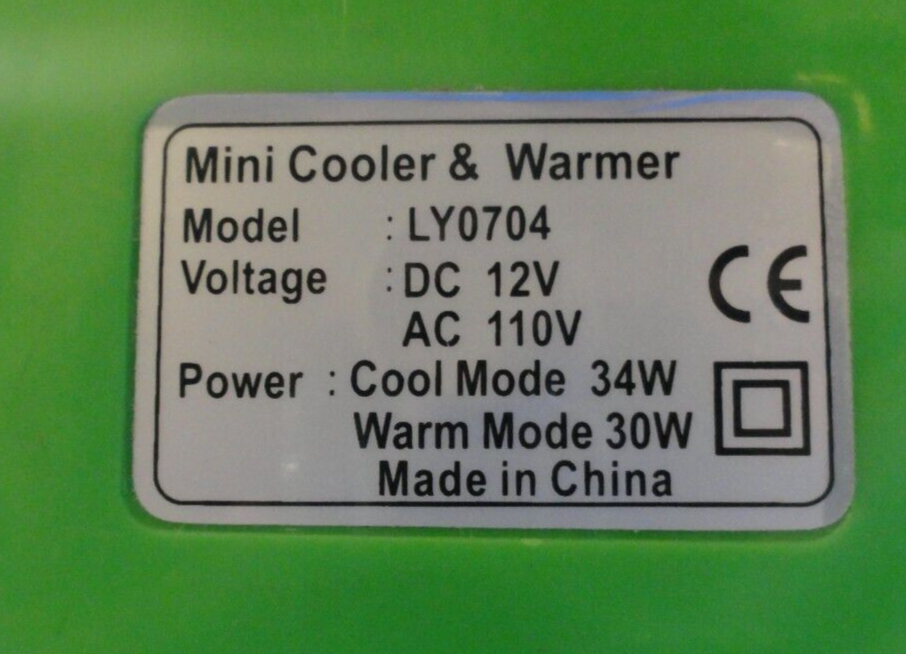 Mini Cooler & Warmer
Model : LY0704
Voltage : DC 12V
AC 110V
Power : Cool Mode 34W
Warm Mode 30W
Made in China
CE